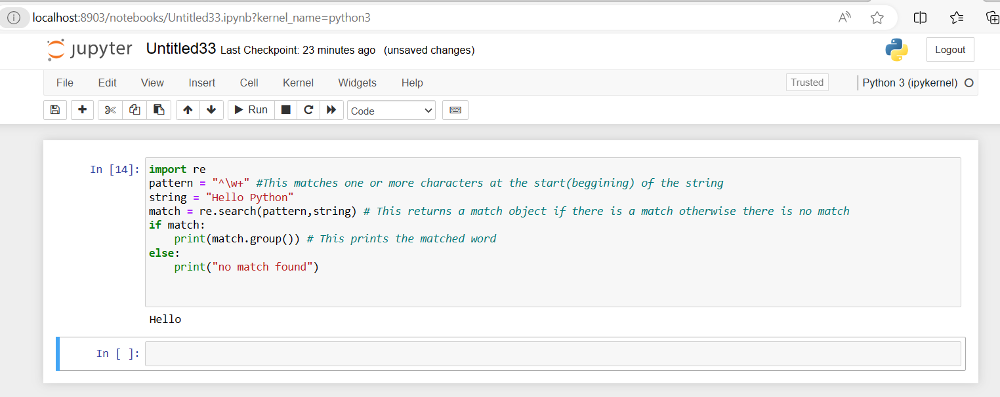 localhost:8903/notebooks/Untitled33.ipynb?kernel_name=python3
jupyter Untitled33 Last Checkpoint: 23 minutes ago (unsaved changes) Logout
File Edit View Insert Cell Kernel Widgets Help Trusted Python 3 (ipykernel)
Run Code
In [14]: import re
pattern = "^\w+" #This matches one or more characters at the start(beggining) of the string
string = "Hello Python"
match = re.search(pattern,string) # This returns a match object if there is a match otherwise there is no match
if match:
    print(match.group()) # This prints the matched word
else:
    print("no match found")
Hello
In [ ]: